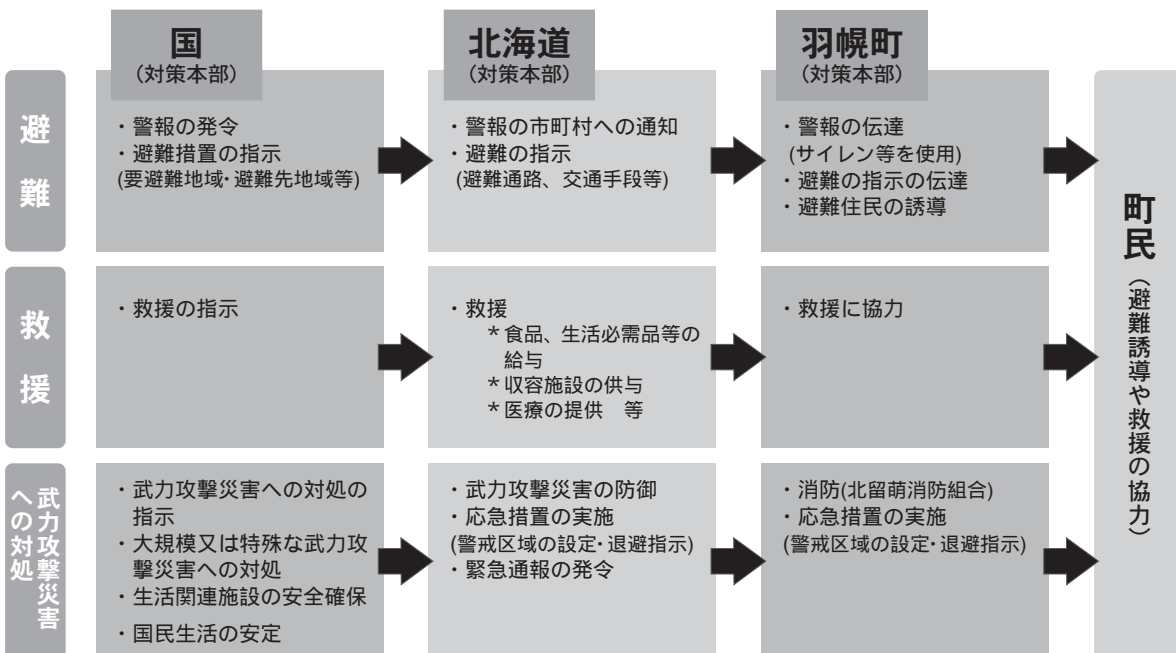 国
(対策本部)
北海道
(対策本部)
羽幌町
(対策本部)
避難
・警報の発令
・避難措置の指示
(要避難地域・避難先地域等)
・警報の市町村への通知
・避難の指示
(避難通路、交通手段等)
・警報の伝達
(サイレン等を使用)
・避難の指示の伝達
・避難住民の誘導
救援
・救援の指示
・救援
*食品、生活必需品等の
給与
*収容施設の供与
*医療の提供 等
・救援に協力
武力攻撃災害
への対処
・武力攻撃災害への対処の
指示
・大規模又は特殊な武力攻
撃災害への対処
・生活関連施設の安全確保
・国民生活の安定
・武力攻撃災害の防御
・応急措置の実施
(警戒区域の設定・退避指示)
・緊急通報の発令
・消防(北留萌消防組合)
・応急措置の実施
(警戒区域の設定・退避指示)
町民(避難誘導や救援の協力)